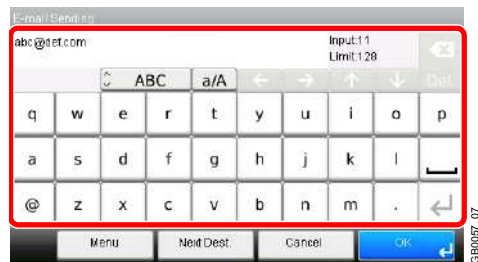 E-mail Sending
abc@def.com
Input:11
Limit:128
ABC
a/A
Del.
q w e r t y u i o p
a s d f g h j k l
@ z x c v b n m .
Menu
Next Dest.
Cancel
OK
GB0057_07